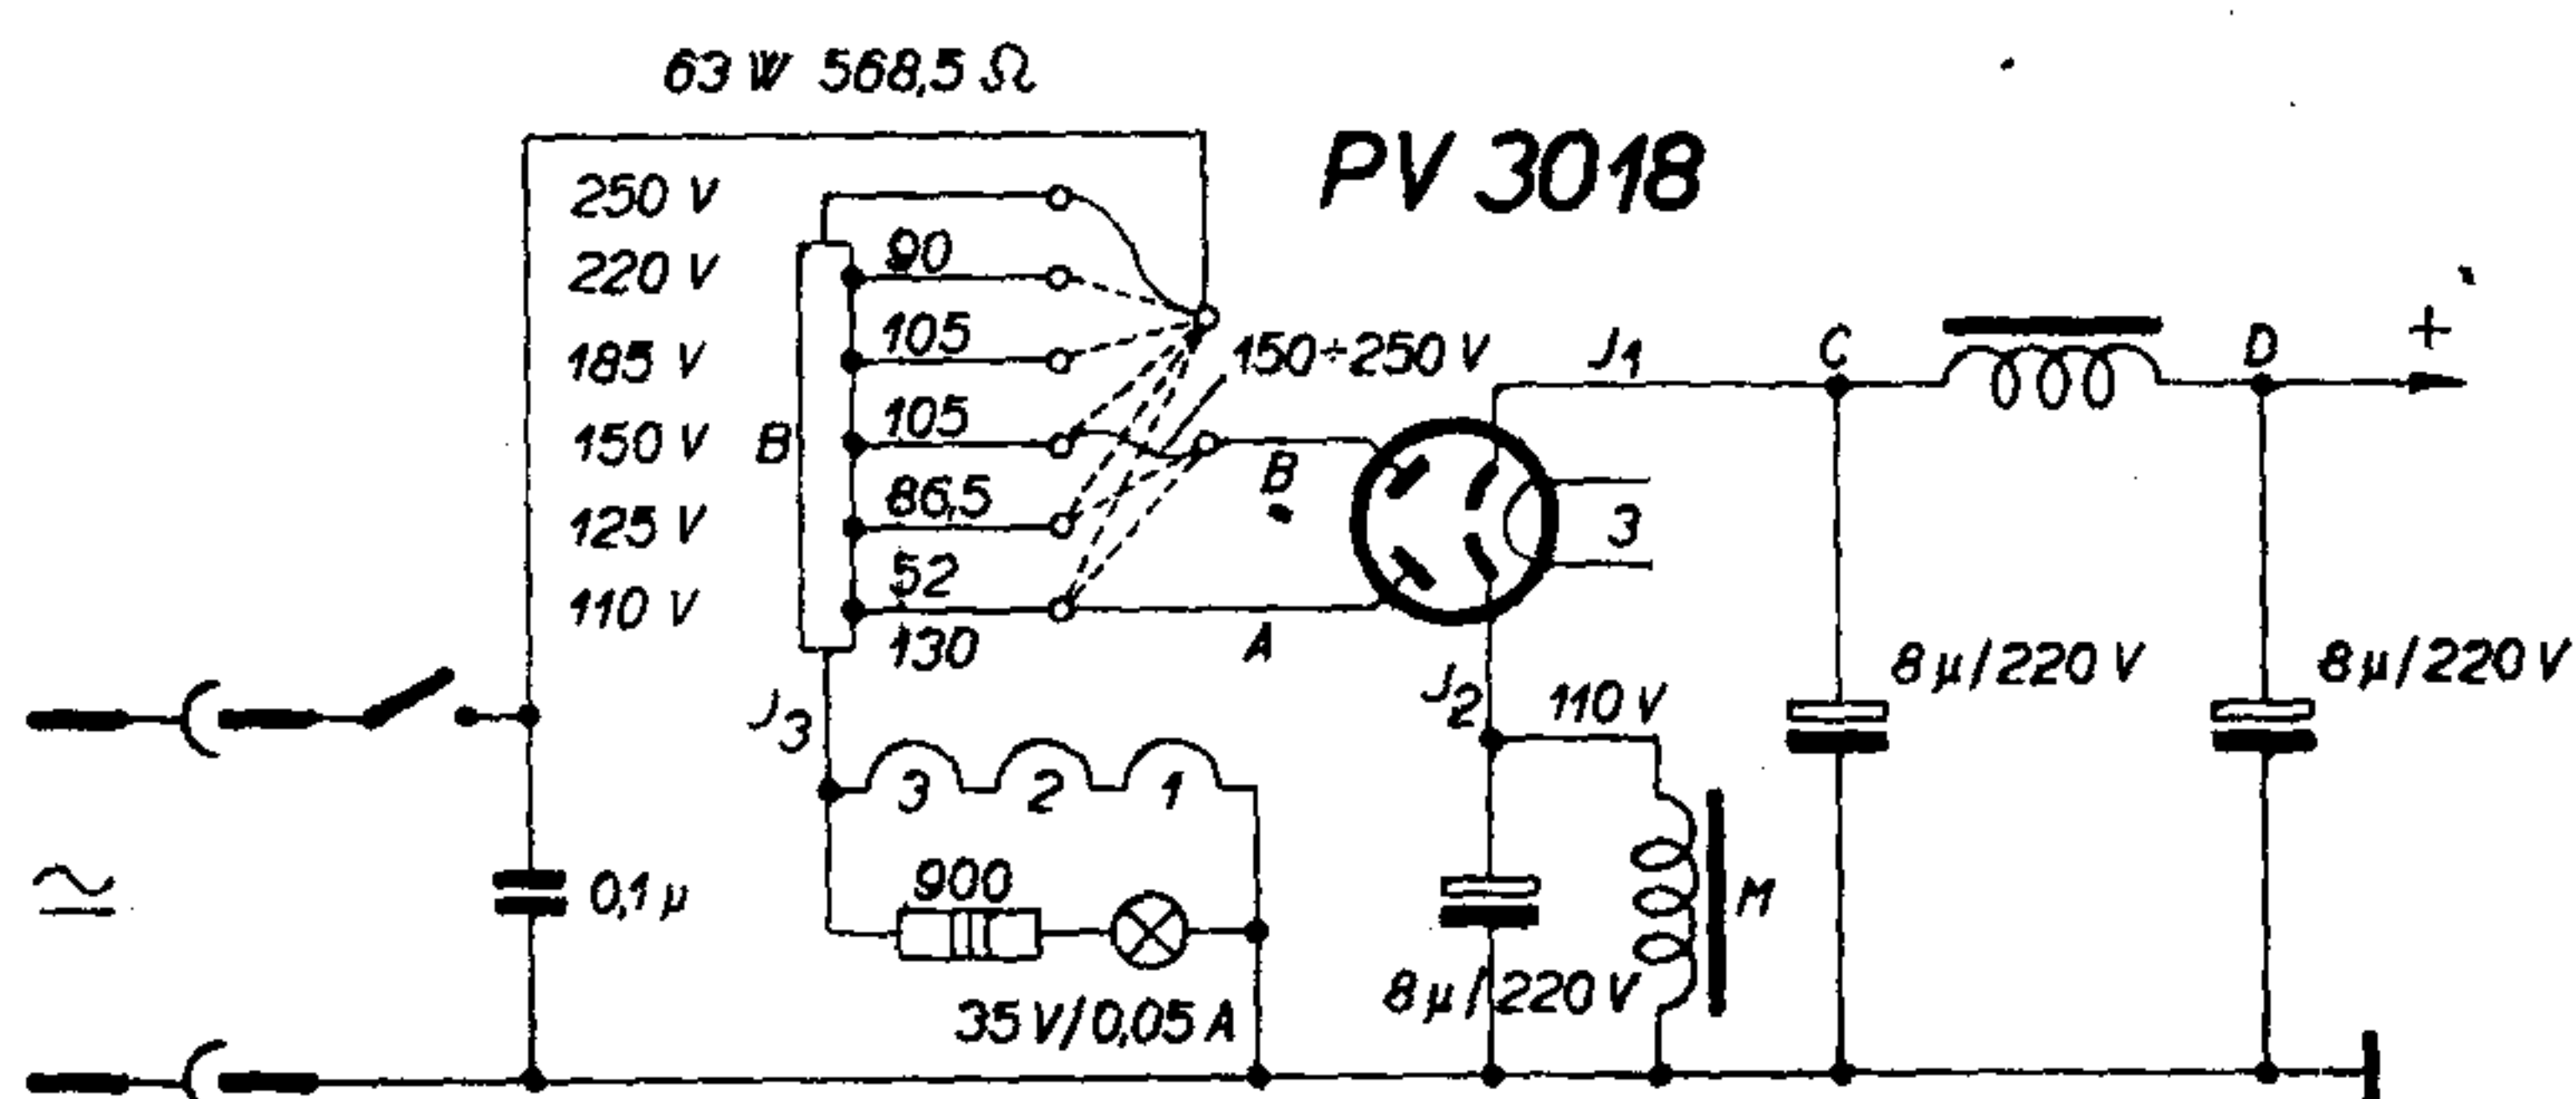 63 W 568,5 Ω
PV 3018
250 V
90
220 V
105
185 V
150÷250 V
J1
C
D
+
105
150 V
B
B
86,5
125 V
3
52
110 V
130
A
J3
J2
110 V
8 µ/220 V
8 µ/220 V
3 2 1
900
0,1 µ
M
35 V/0,05 A
8 µ/220 V